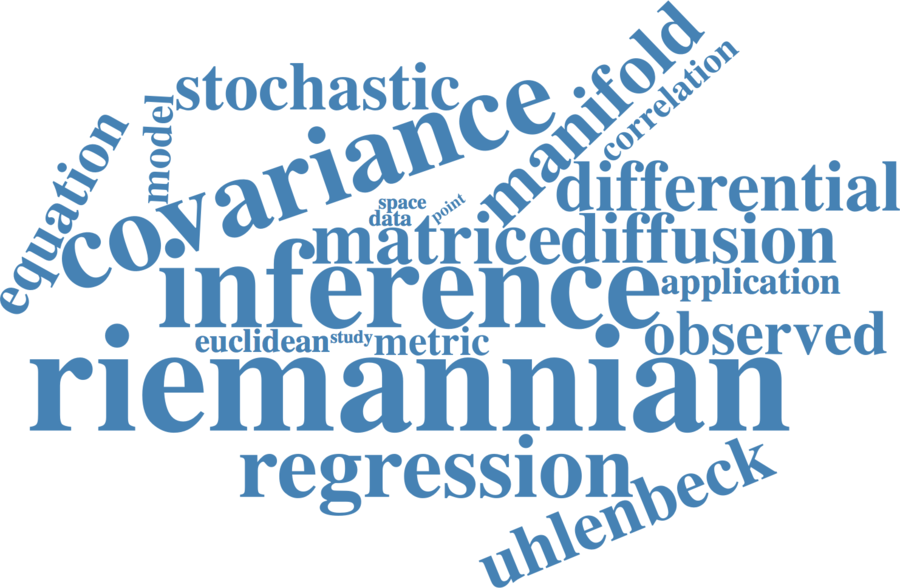 manifold
correlation
stochastic
model
covariance
equation
differential
space
point
data
matrice
diffusion
inference
application
observed
euclidean
study
metric
riemannian
regression
uhlenbeck